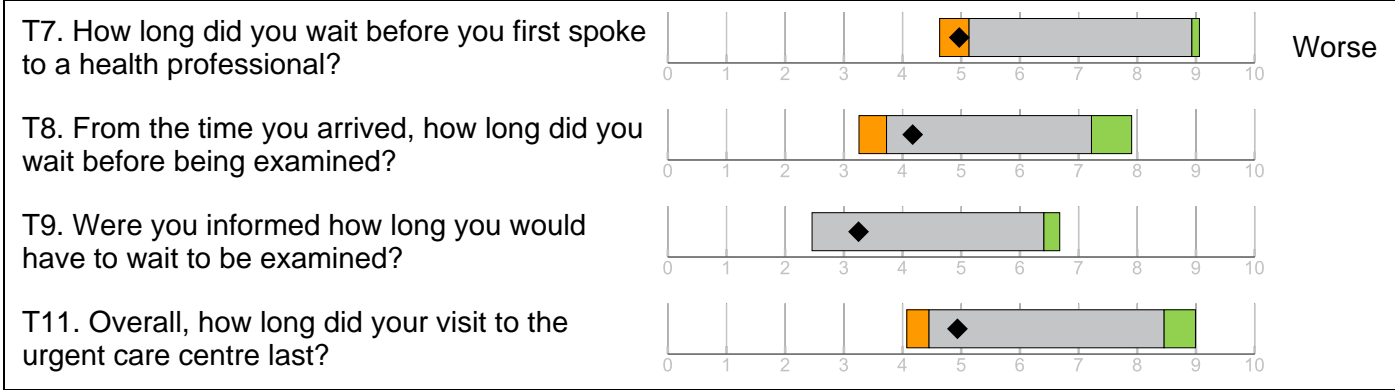 T7. How long did you wait before you first spoke
to a health professional?
0 1 2 3 4 5 6 7 8 9 10
Worse
T8. From the time you arrived, how long did you
wait before being examined?
0 1 2 3 4 5 6 7 8 9 10
T9. Were you informed how long you would
have to wait to be examined?
0 1 2 3 4 5 6 7 8 9 10
T11. Overall, how long did your visit to the
urgent care centre last?
0 1 2 3 4 5 6 7 8 9 10